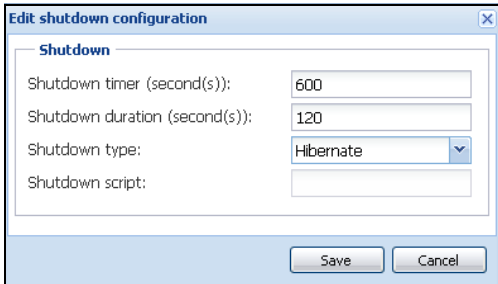 Edit shutdown configuration
Shutdown
Shutdown timer (second(s)): 600
Shutdown duration (second(s)): 120
Shutdown type: Hibernate
Shutdown script:
Save Cancel